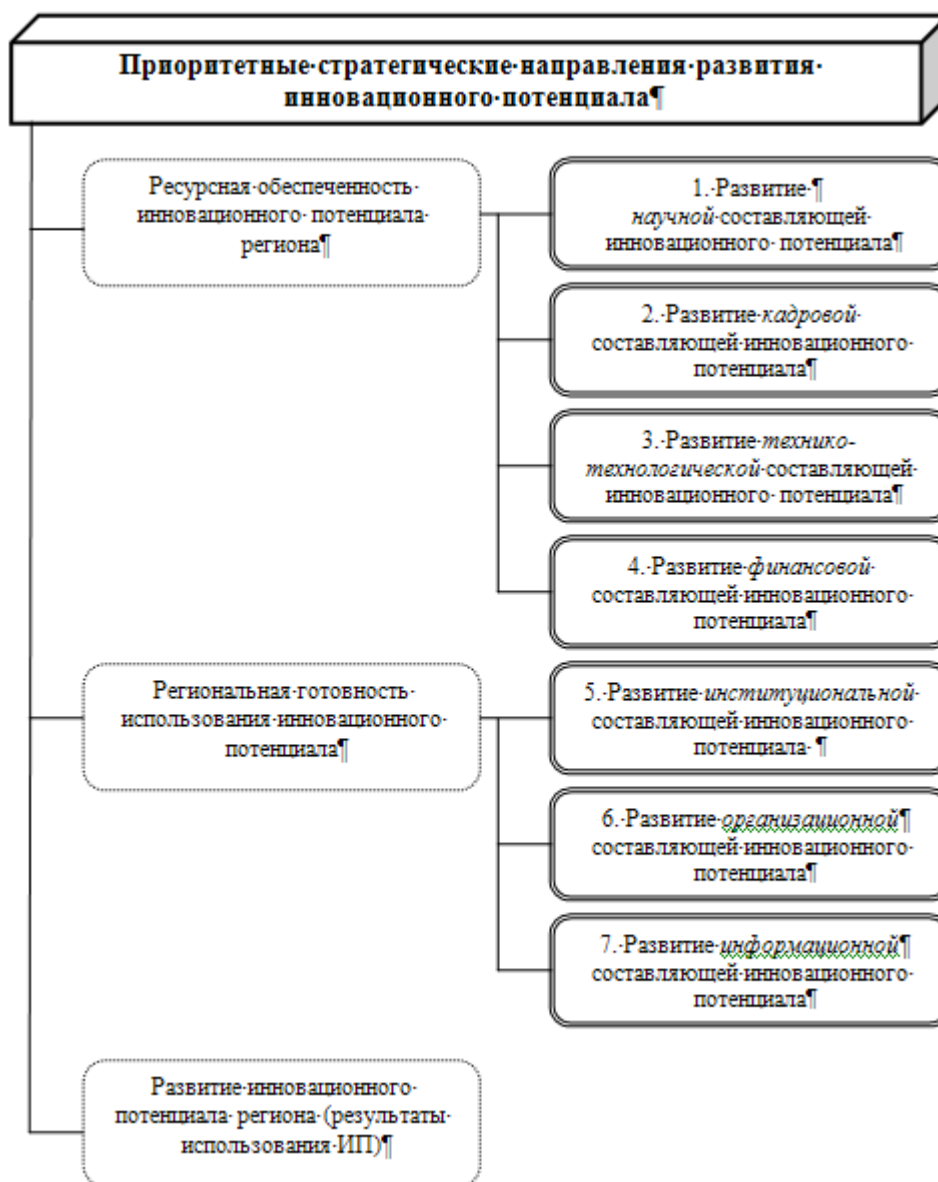 Приоритетные·стратегические·направления·развития·
инновационного·потенциала¶
Ресурсная·обеспеченность·
инновационного· потенциала·
региона¶
1.·Развитие·¶
научной·составляющей·
инновационного· потенциала¶
2.·Развитие·кадровой·
составляющей·инновационного·
потенциала¶
3.·Развитие·технико-
технологической·составляющей·
инновационного· потенциала¶
4.·Развитие·финансовой·
составляющей·инновационного·
потенциала¶
Региональная·готовность·
использования·инновационного·
потенциала¶
5.·Развитие·институциональной·
составляющей·инновационного·
потенциала· ¶
6.·Развитие·организационной¶
составляющей·инновационного·
потенциала¶
7.·Развитие·информационной¶
составляющей·инновационного·
потенциала¶
Развитие·инновационного·
потенциала· региона· (результаты·
использования·ИП)¶